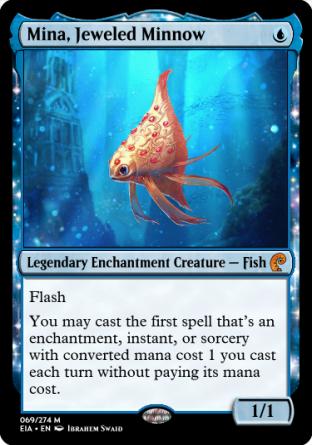 Mina, Jeweled Minnow
Legendary Enchantment Creature — Fish
Flash
You may cast the first spell that's an
enchantment, instant, or sorcery
with converted mana cost 1 you cast
each turn without paying its mana
cost.
1/1
069/274 M
EIA • EN Ibrahem Swaid